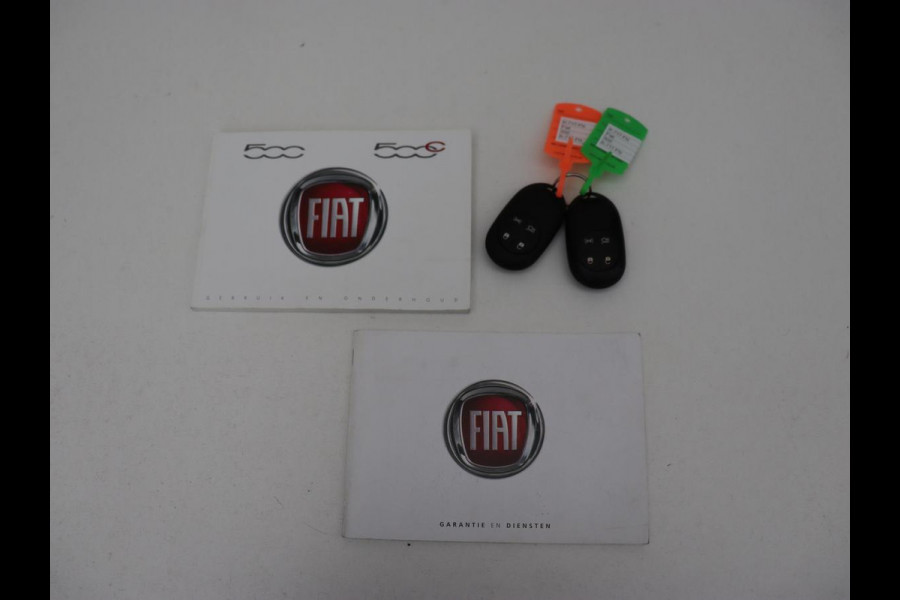 500 500C
FIAT
GEBRUIK EN ONDERHOUD
FIAT
GARANTIE EN DIENSTEN